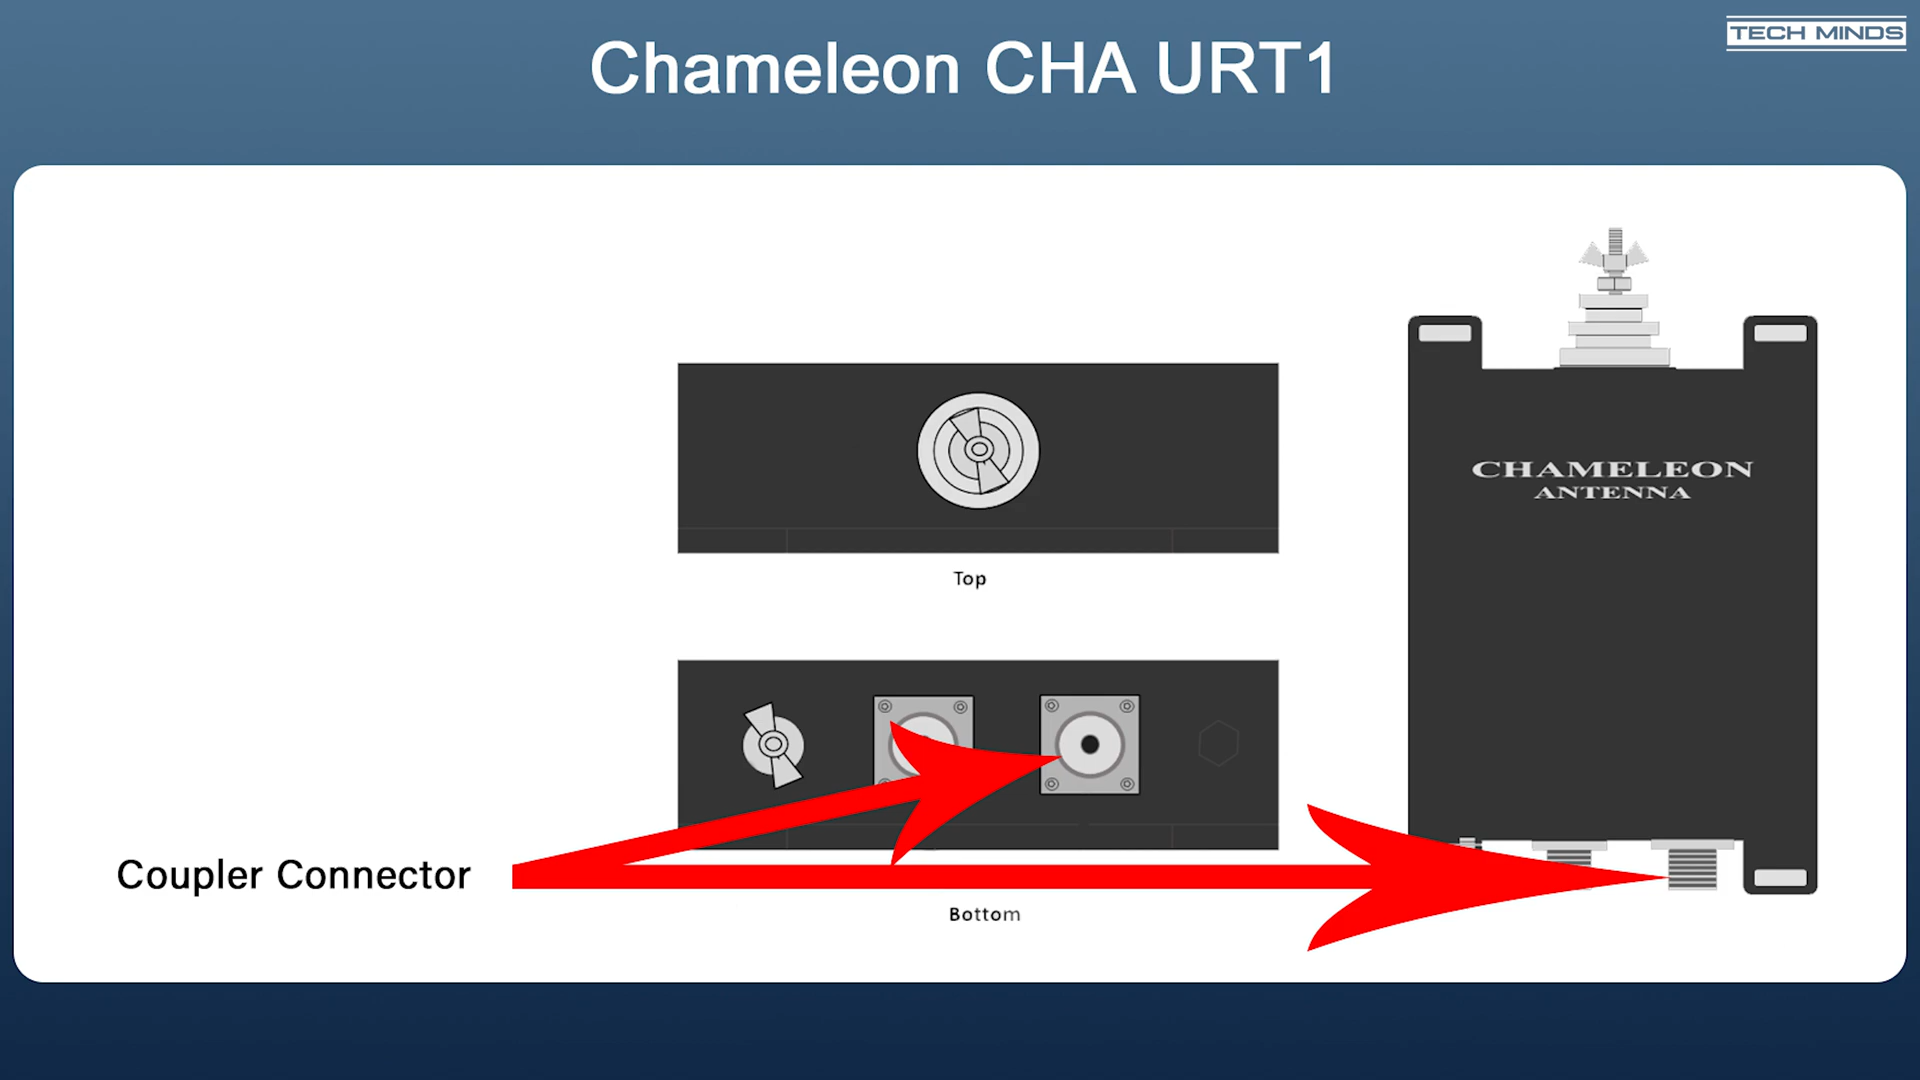 Chameleon CHA URT1
TECH MINDS
CHAMELEON
ANTENNA
Top
Coupler Connector
Bottom